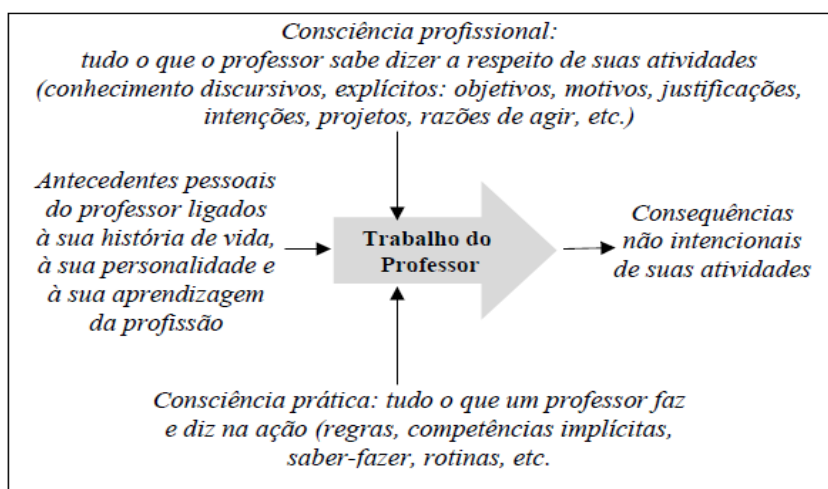 Consciência profissional:
tudo o que o professor sabe dizer a respeito de suas atividades
(conhecimento discursivos, explícitos: objetivos, motivos, justificações,
intenções, projetos, razões de agir, etc.)
Antecedentes pessoais
do professor ligados
à sua história de vida,
à sua personalidade e
à sua aprendizagem
da profissão
Trabalho do
Professor
Consequências
não intencionais
de suas atividades
Consciência prática: tudo o que um professor faz
e diz na ação (regras, competências implícitas,
saber-fazer, rotinas, etc.